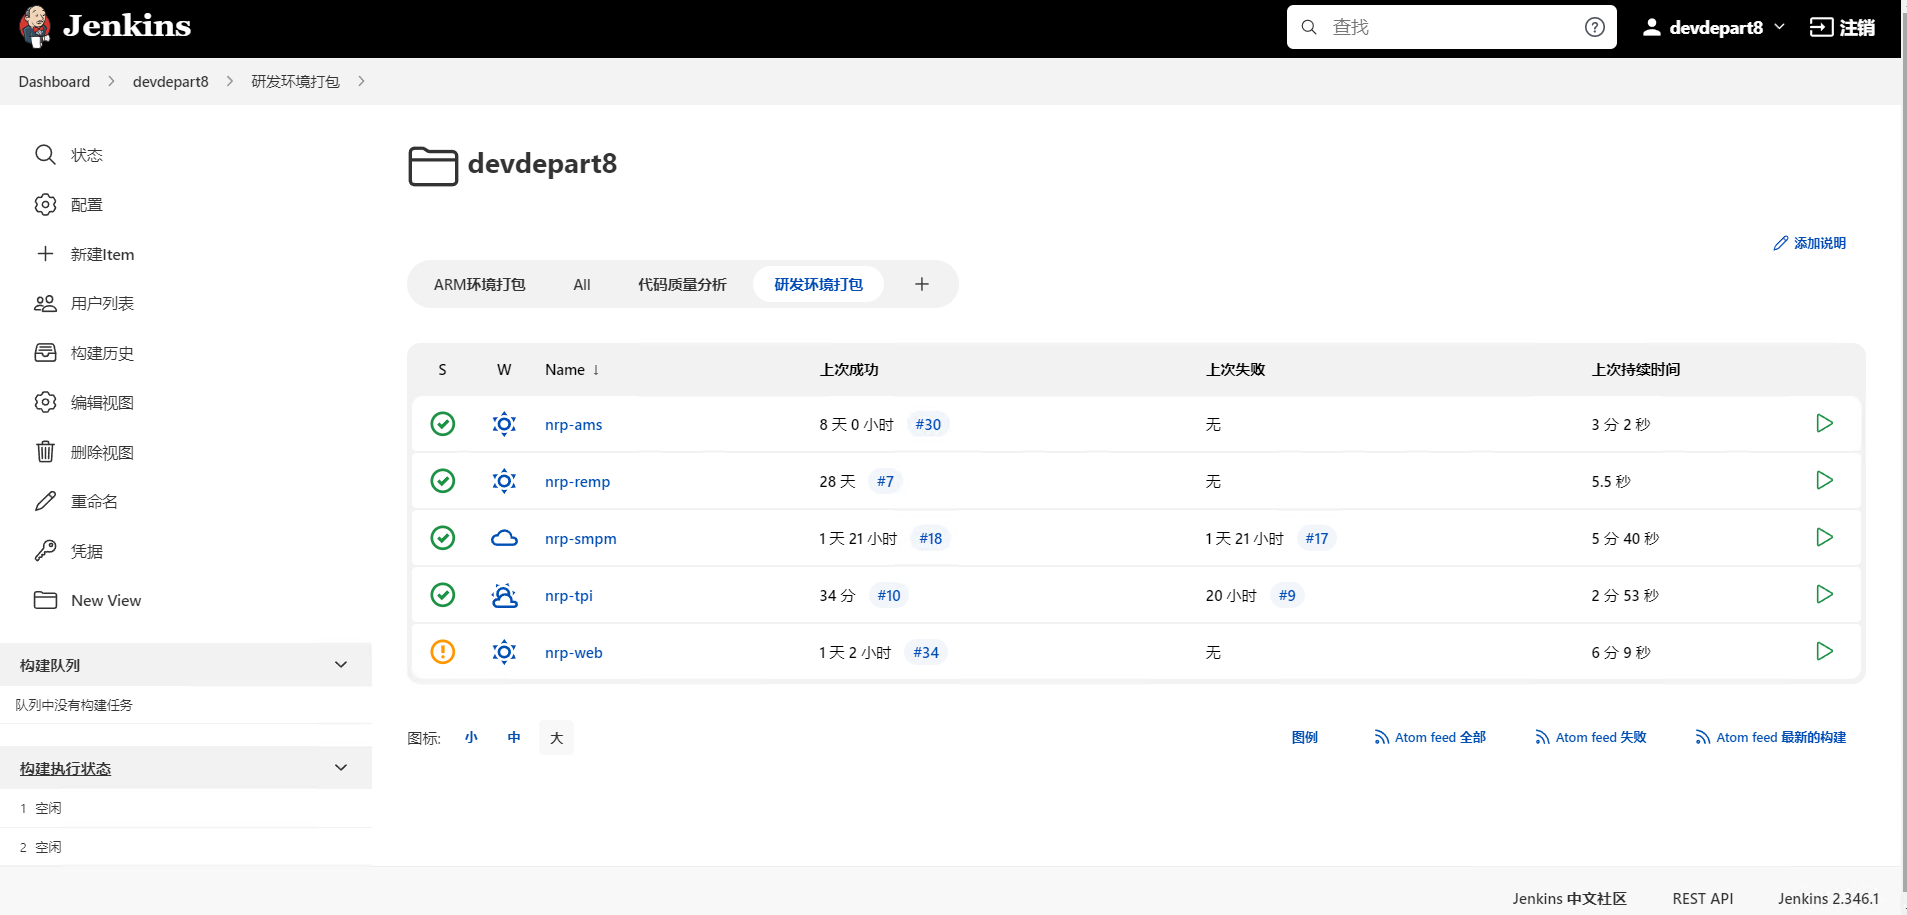 Jenkins
查找
devdepart8
注销
Dashboard
devdepart8
研发环境打包
状态
配置
新建Item
用户列表
构建历史
编辑视图
删除视图
重命名
凭据
New View
构建队列
队列中没有构建任务
构建执行状态
1 空闲
2 空闲
devdepart8
添加说明
ARM环境打包 All 代码质量分析 研发环境打包 +
S W Name ↓ 上次成功 上次失败 上次持续时间
nrp-ams 8 天 0 小时 #30 无 3 分 2 秒
nrp-remp 28 天 #7 无 5.5 秒
nrp-smpm 1 天 21 小时 #18 1 天 21 小时 #17 5 分 40 秒
nrp-tpi 34 分 #10 20 小时 #9 2 分 53 秒
nrp-web 1 天 2 小时 #34 无 6 分 9 秒
图标: 小 中 大
图例 Atom feed 全部 Atom feed 失败 Atom feed 最新的构建
Jenkins 中文社区 REST API Jenkins 2.346.1